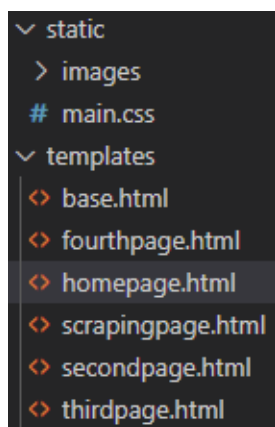 static
images
# main.css
templates
<> base.html
<> fourthpage.html
<> homepage.html
<> scrapingpage.html
<> secondpage.html
<> thirdpage.html